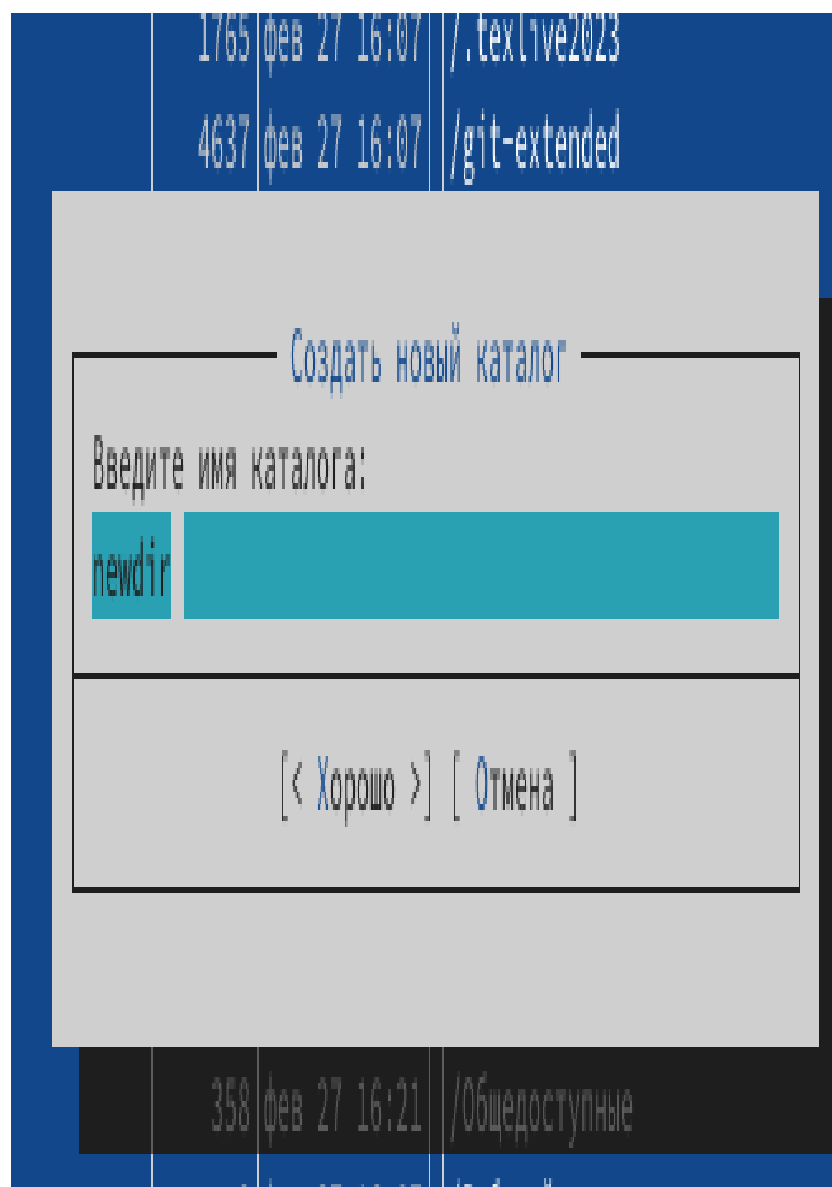 1765 фев 27 16:07 /.texlive2023
4637 фев 27 16:07 /git-extended
Создать новый каталог
Введите имя каталога:
newdir
[< Хорошо >] [ Отмена ]
358 фев 27 16:21 /Общедоступные